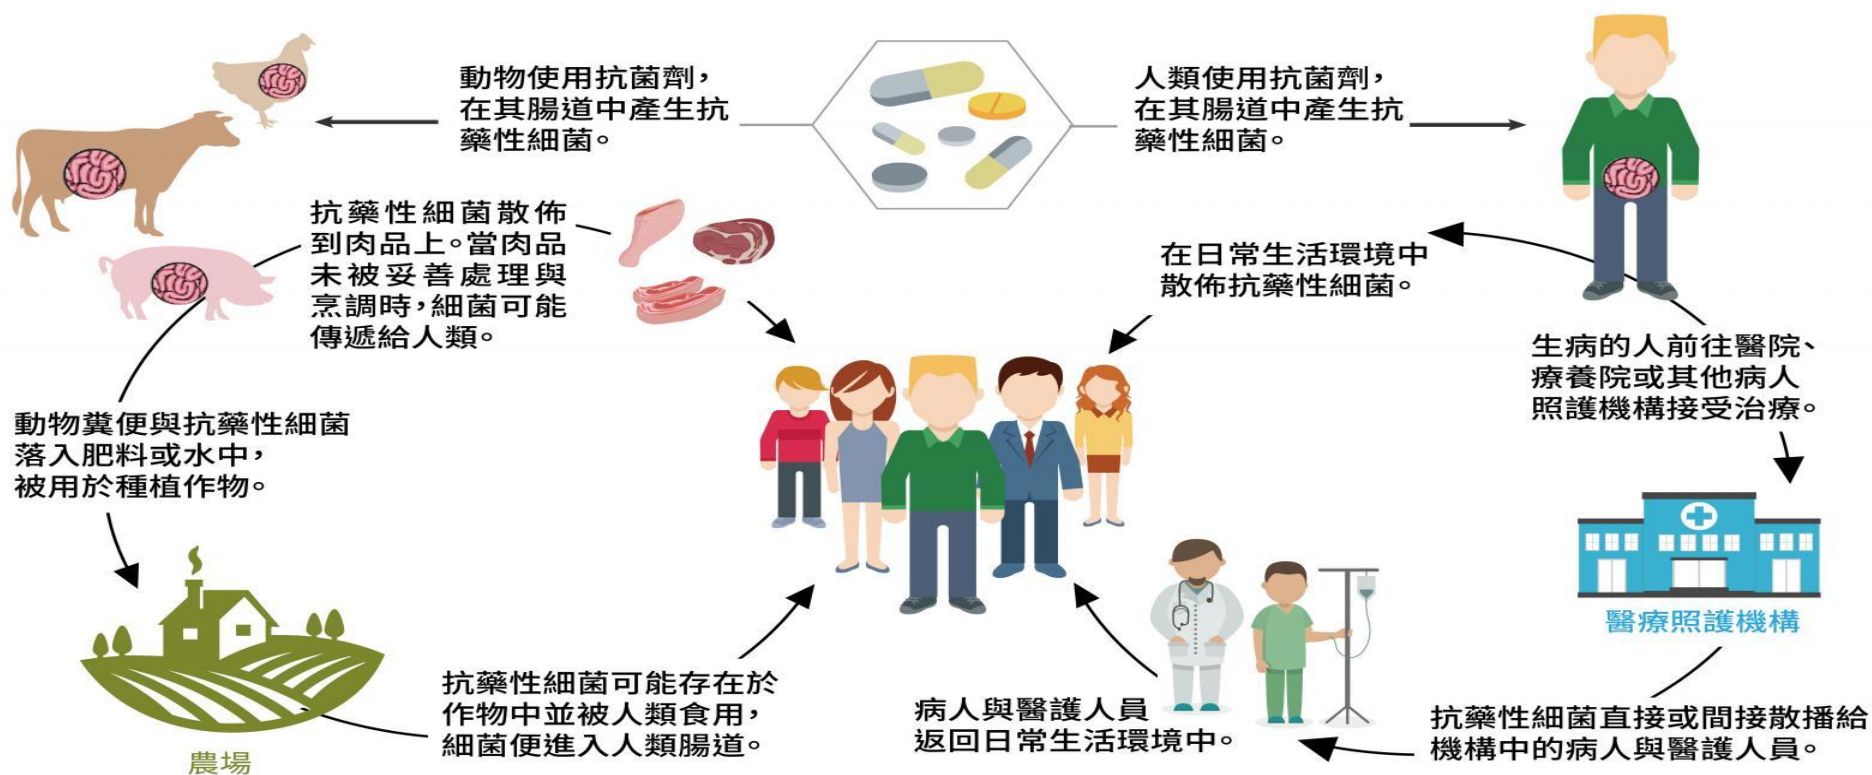 動物使用抗菌劑，
在其腸道中產生抗
藥性細菌。
人類使用抗菌劑，
在其腸道中產生抗
藥性細菌。
抗藥性細菌散佈
到肉品上。當肉品
未被妥善處理與
烹調時，細菌可能
傳遞給人類。
在日常生活環境中
散佈抗藥性細菌。
生病的人前往醫院、
療養院或其他病人
照護機構接受治療。
動物糞便與抗藥性細菌
落入肥料或水中，
被用於種植作物。
醫療照護機構
農場
抗藥性細菌可能存在於
作物中並被人類食用，
細菌便進入人類腸道。
病人與醫護人員
返回日常生活環境中。
抗藥性細菌直接或間接散播給
機構中的病人與醫護人員。